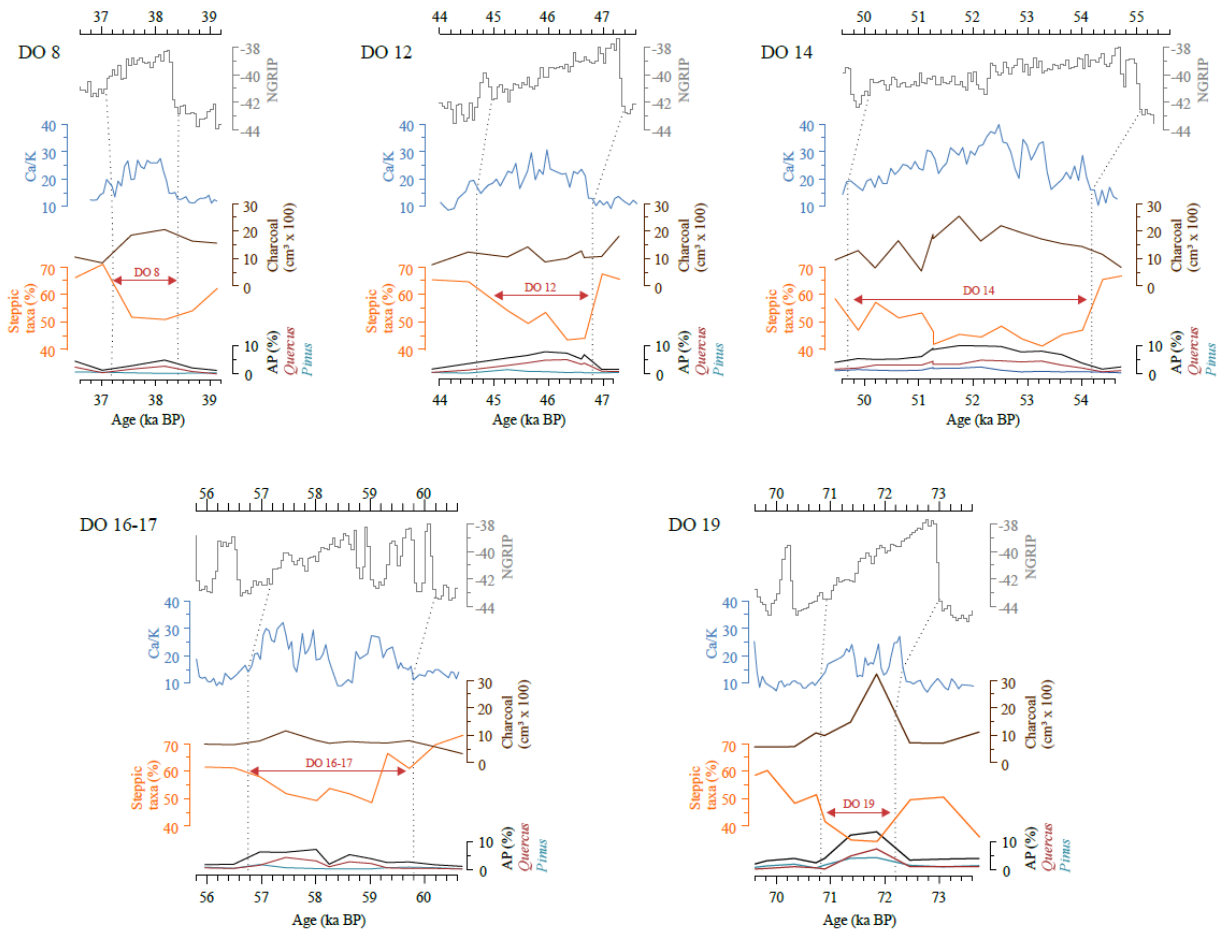 37 38 39
DO 8
-38
-40
-42
-44
NGRIP
40
30
20
10
Ca/K
30
20
10
0
Charcoal
(cm³ x 100)
70
60
50
40
Steppic
taxa (%)
DO 8
10
0
AP (%)
Quercus
Pinus
37 38 39
Age (ka BP)
44 45 46 47
DO 12
-38
-40
-42
-44
NGRIP
40
30
20
10
Ca/K
30
20
10
0
Charcoal
(cm³ x 100)
70
60
50
40
Steppic
taxa (%)
DO 12
10
0
AP (%)
Quercus
Pinus
44 45 46 47
Age (ka BP)
50 51 52 53 54 55
DO 14
-38
-40
-42
-44
NGRIP
40
30
20
10
Ca/K
30
20
10
0
Charcoal
(cm³ x 100)
70
60
50
40
Steppic
taxa (%)
DO 14
10
0
AP (%)
Quercus
Pinus
50 51 52 53 54
Age (ka BP)
56 57 58 59 60
DO 16-17
-38
-40
-42
-44
NGRIP
40
30
20
10
Ca/K
30
20
10
0
Charcoal
(cm³ x 100)
70
60
50
40
Steppic
taxa (%)
DO 16-17
10
0
AP (%)
Quercus
Pinus
56 57 58 59 60
Age (ka BP)
70 71 72 73
DO 19
-38
-40
-42
-44
NGRIP
40
30
20
10
Ca/K
30
20
10
0
Charcoal
(cm³ x 100)
70
60
50
40
Steppic
taxa (%)
DO 19
10
0
AP (%)
Quercus
Pinus
70 71 72 73
Age (ka BP)